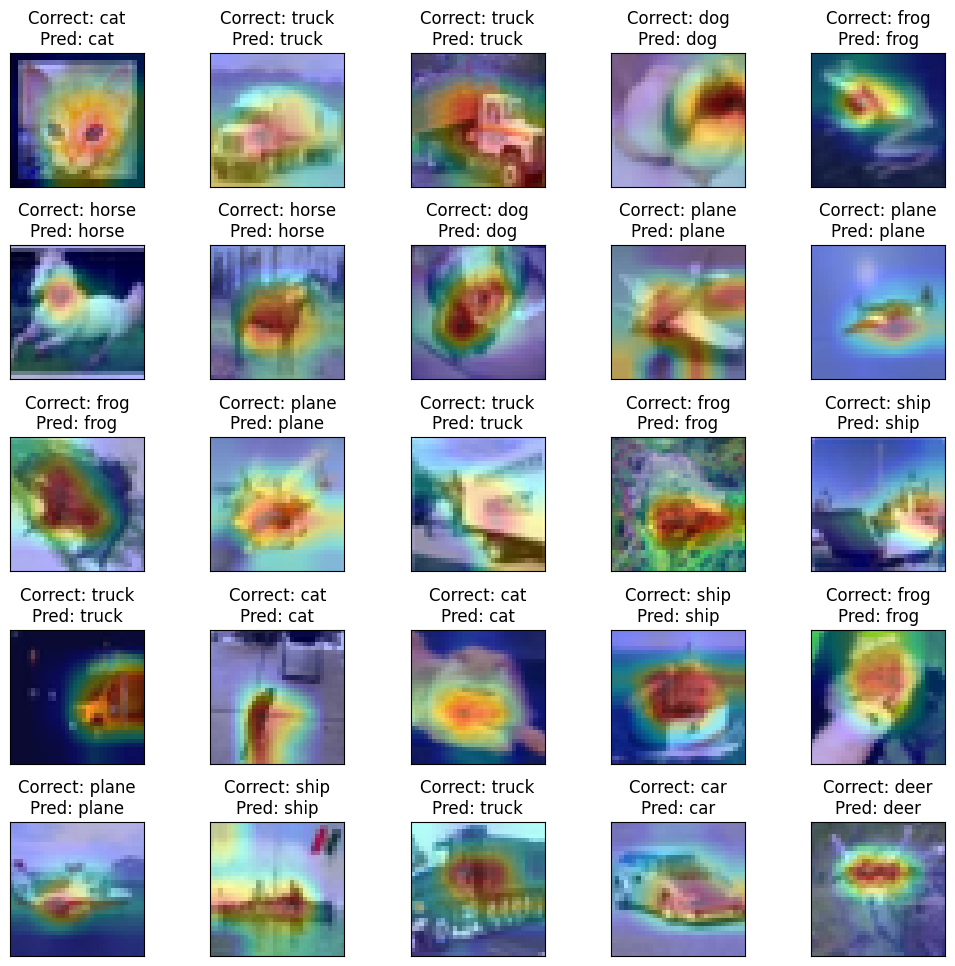 Correct: cat
Pred: cat
Correct: truck
Pred: truck
Correct: truck
Pred: truck
Correct: dog
Pred: dog
Correct: frog
Pred: frog
Correct: horse
Pred: horse
Correct: horse
Pred: horse
Correct: dog
Pred: dog
Correct: plane
Pred: plane
Correct: plane
Pred: plane
Correct: frog
Pred: frog
Correct: plane
Pred: plane
Correct: truck
Pred: truck
Correct: frog
Pred: frog
Correct: ship
Pred: ship
Correct: truck
Pred: truck
Correct: cat
Pred: cat
Correct: cat
Pred: cat
Correct: ship
Pred: ship
Correct: frog
Pred: frog
Correct: plane
Pred: plane
Correct: ship
Pred: ship
Correct: truck
Pred: truck
Correct: car
Pred: car
Correct: deer
Pred: deer